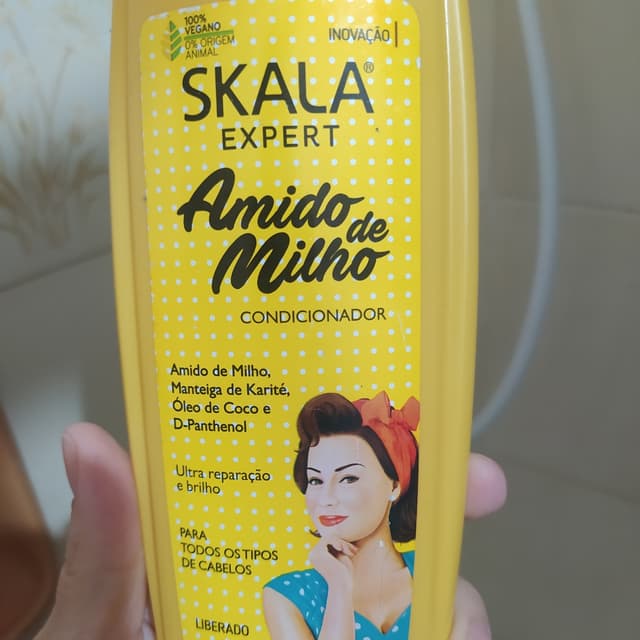 100%
VEGANO
0% ORIGEM
ANIMAL
INOVAÇÃO
SKALA®
EXPERT
Amido de
Milho
CONDICIONADOR
Amido de Milho,
Manteiga de Karité,
Óleo de Coco e
D-Panthenol
Ultra reparação
e brilho
PARA
TODOS OS TIPOS
DE CABELOS
LIBERADO